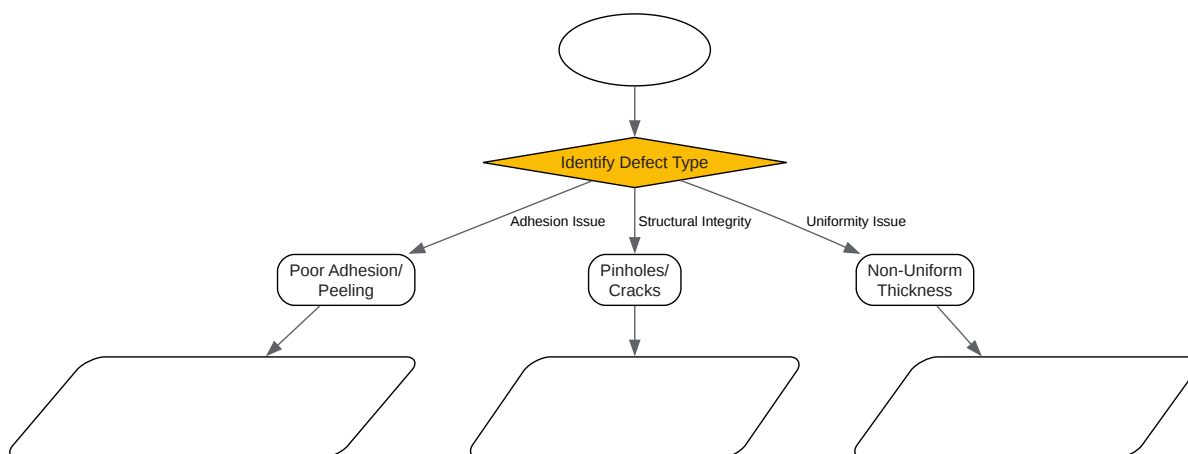 Identify Defect Type
Adhesion Issue
Structural Integrity
Uniformity Issue
Poor Adhesion/
Peeling
Pinholes/
Cracks
Non-Uniform
Thickness